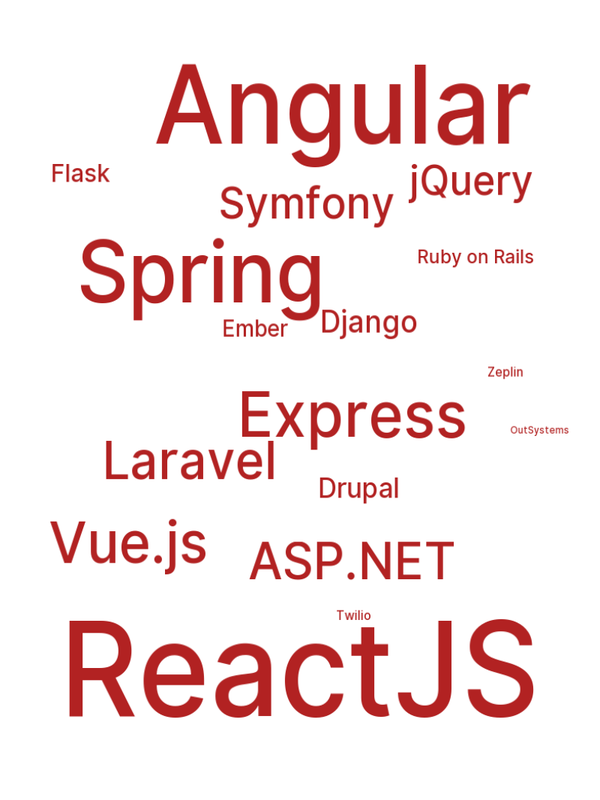 Angular
Flask
jQuery
Symfony
Spring
Ruby on Rails
Django
Ember
Zeplin
Express
OutSystems
Laravel
Drupal
Vue.js
ASP.NET
Twilio
ReactJS